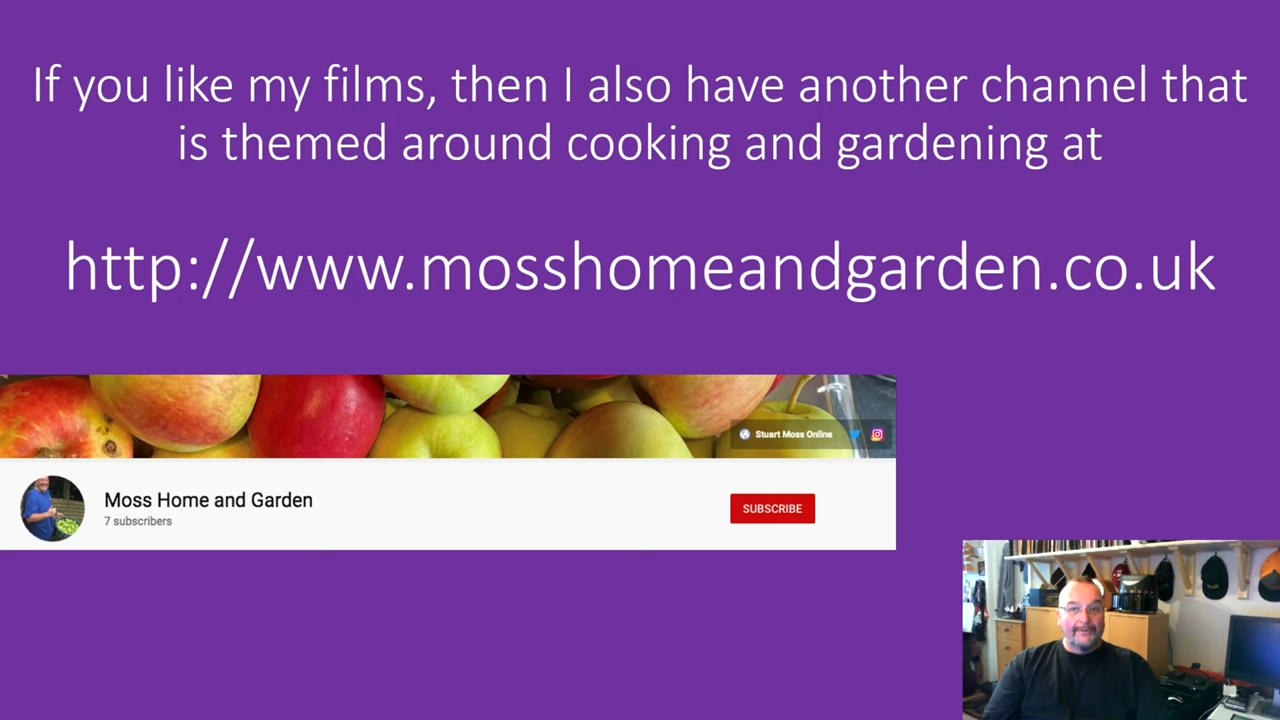 If you like my films, then I also have another channel that
is themed around cooking and gardening at
http://www.mosshomeandgarden.co.uk
Stuart Moss Online
Moss Home and Garden
7 subscribers
SUBSCRIBE